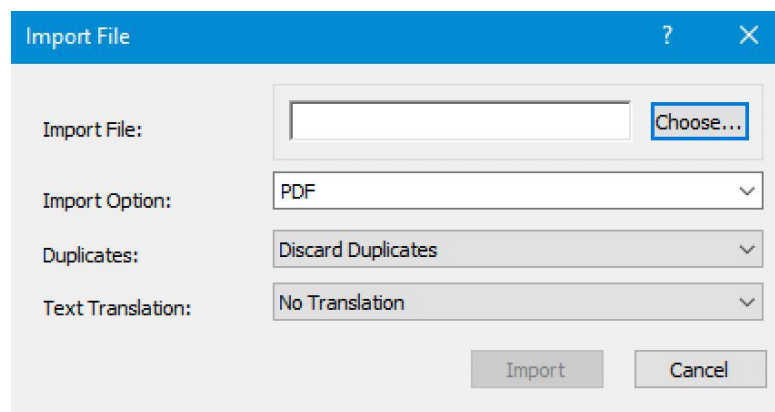 Import File
Import File: Choose...
Import Option: PDF
Duplicates: Discard Duplicates
Text Translation: No Translation
Import Cancel